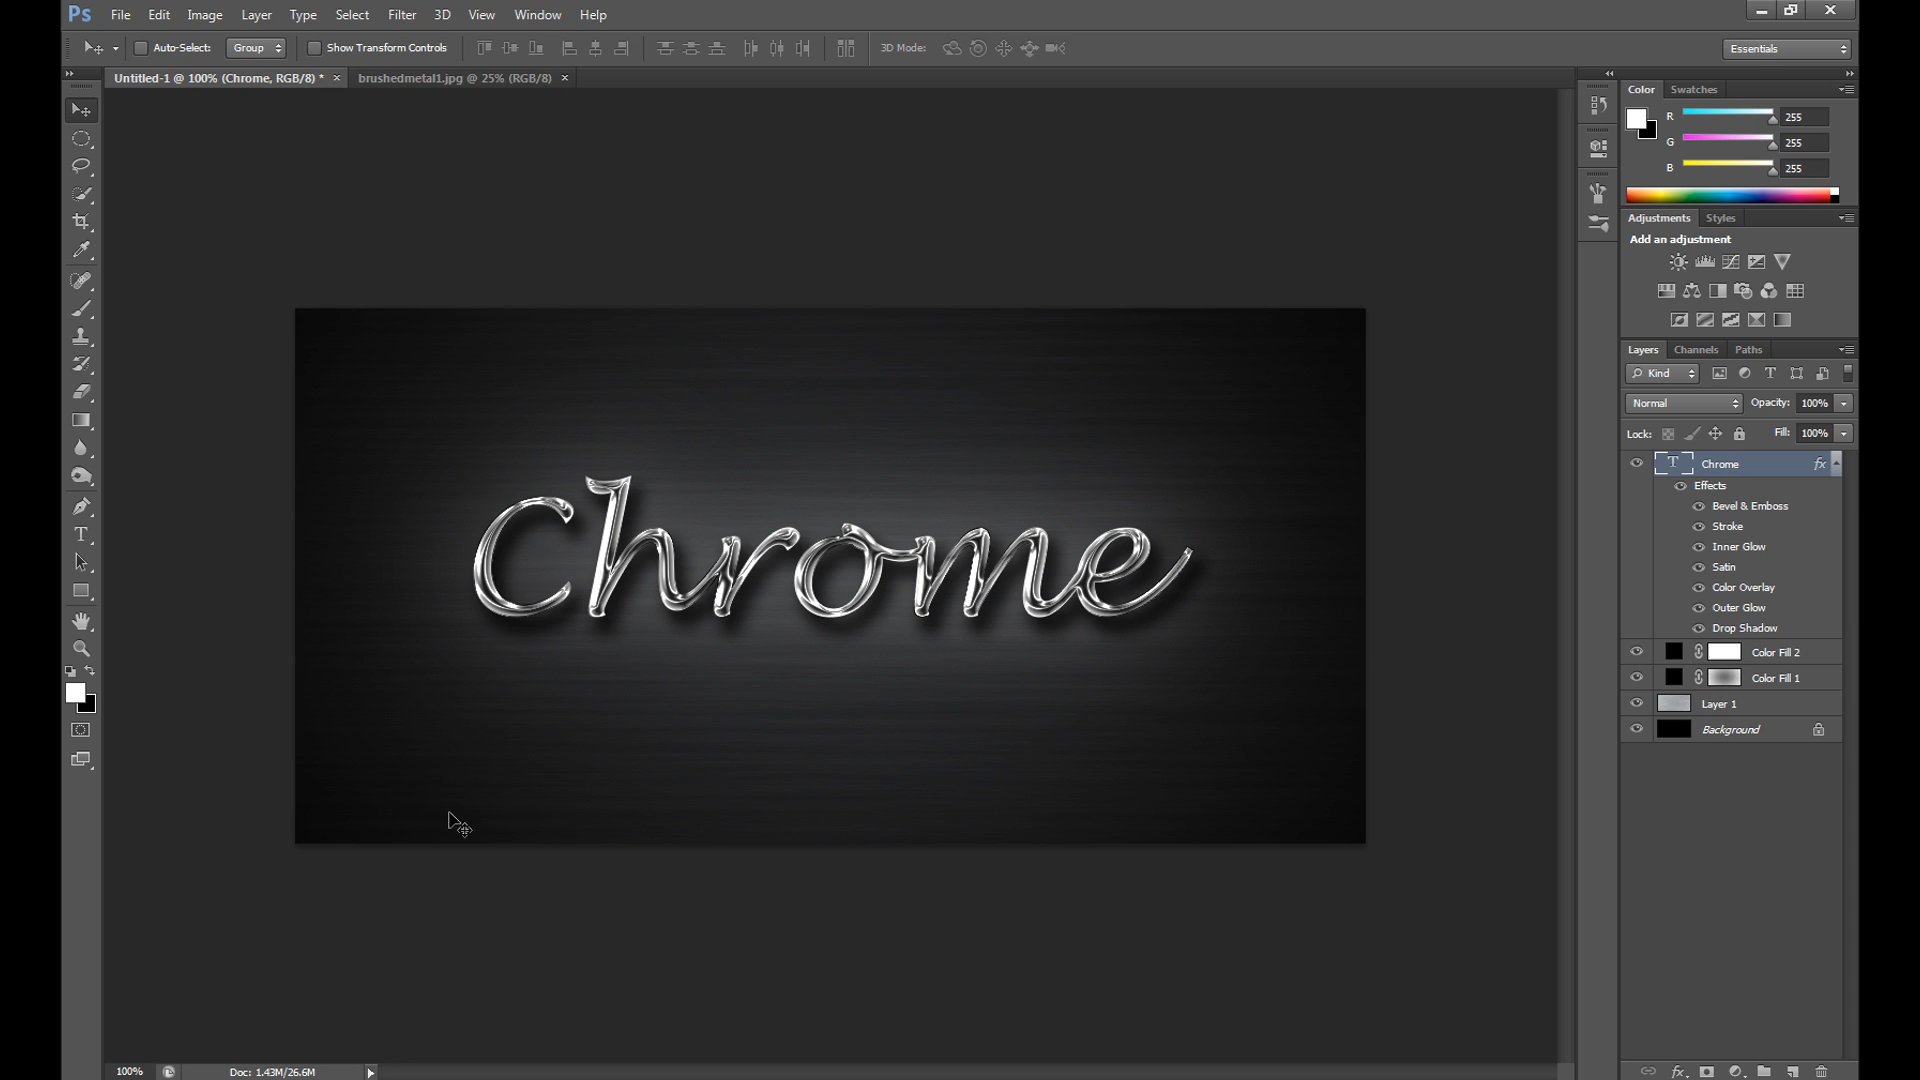 Ps File Edit Image Layer Type Select Filter 3D View Window Help
Auto-Select: Group Show Transform Controls 3D Mode: Essentials
Untitled-1 @ 100% (Chrome, RGB/8) * × brushedmetal1.jpg @ 25% (RGB/8) ×
Color Swatches
R 255
G 255
B 255
Adjustments Styles
Add an adjustment
Layers Channels Paths
Kind
Normal Opacity: 100%
Lock: Fill: 100%
T Chrome fx
Effects
Bevel & Emboss
Stroke
Inner Glow
Satin
Color Overlay
Outer Glow
Drop Shadow
Color Fill 2
Color Fill 1
Layer 1
Background
Chrome
100% Doc: 1.43M/26.6M fx